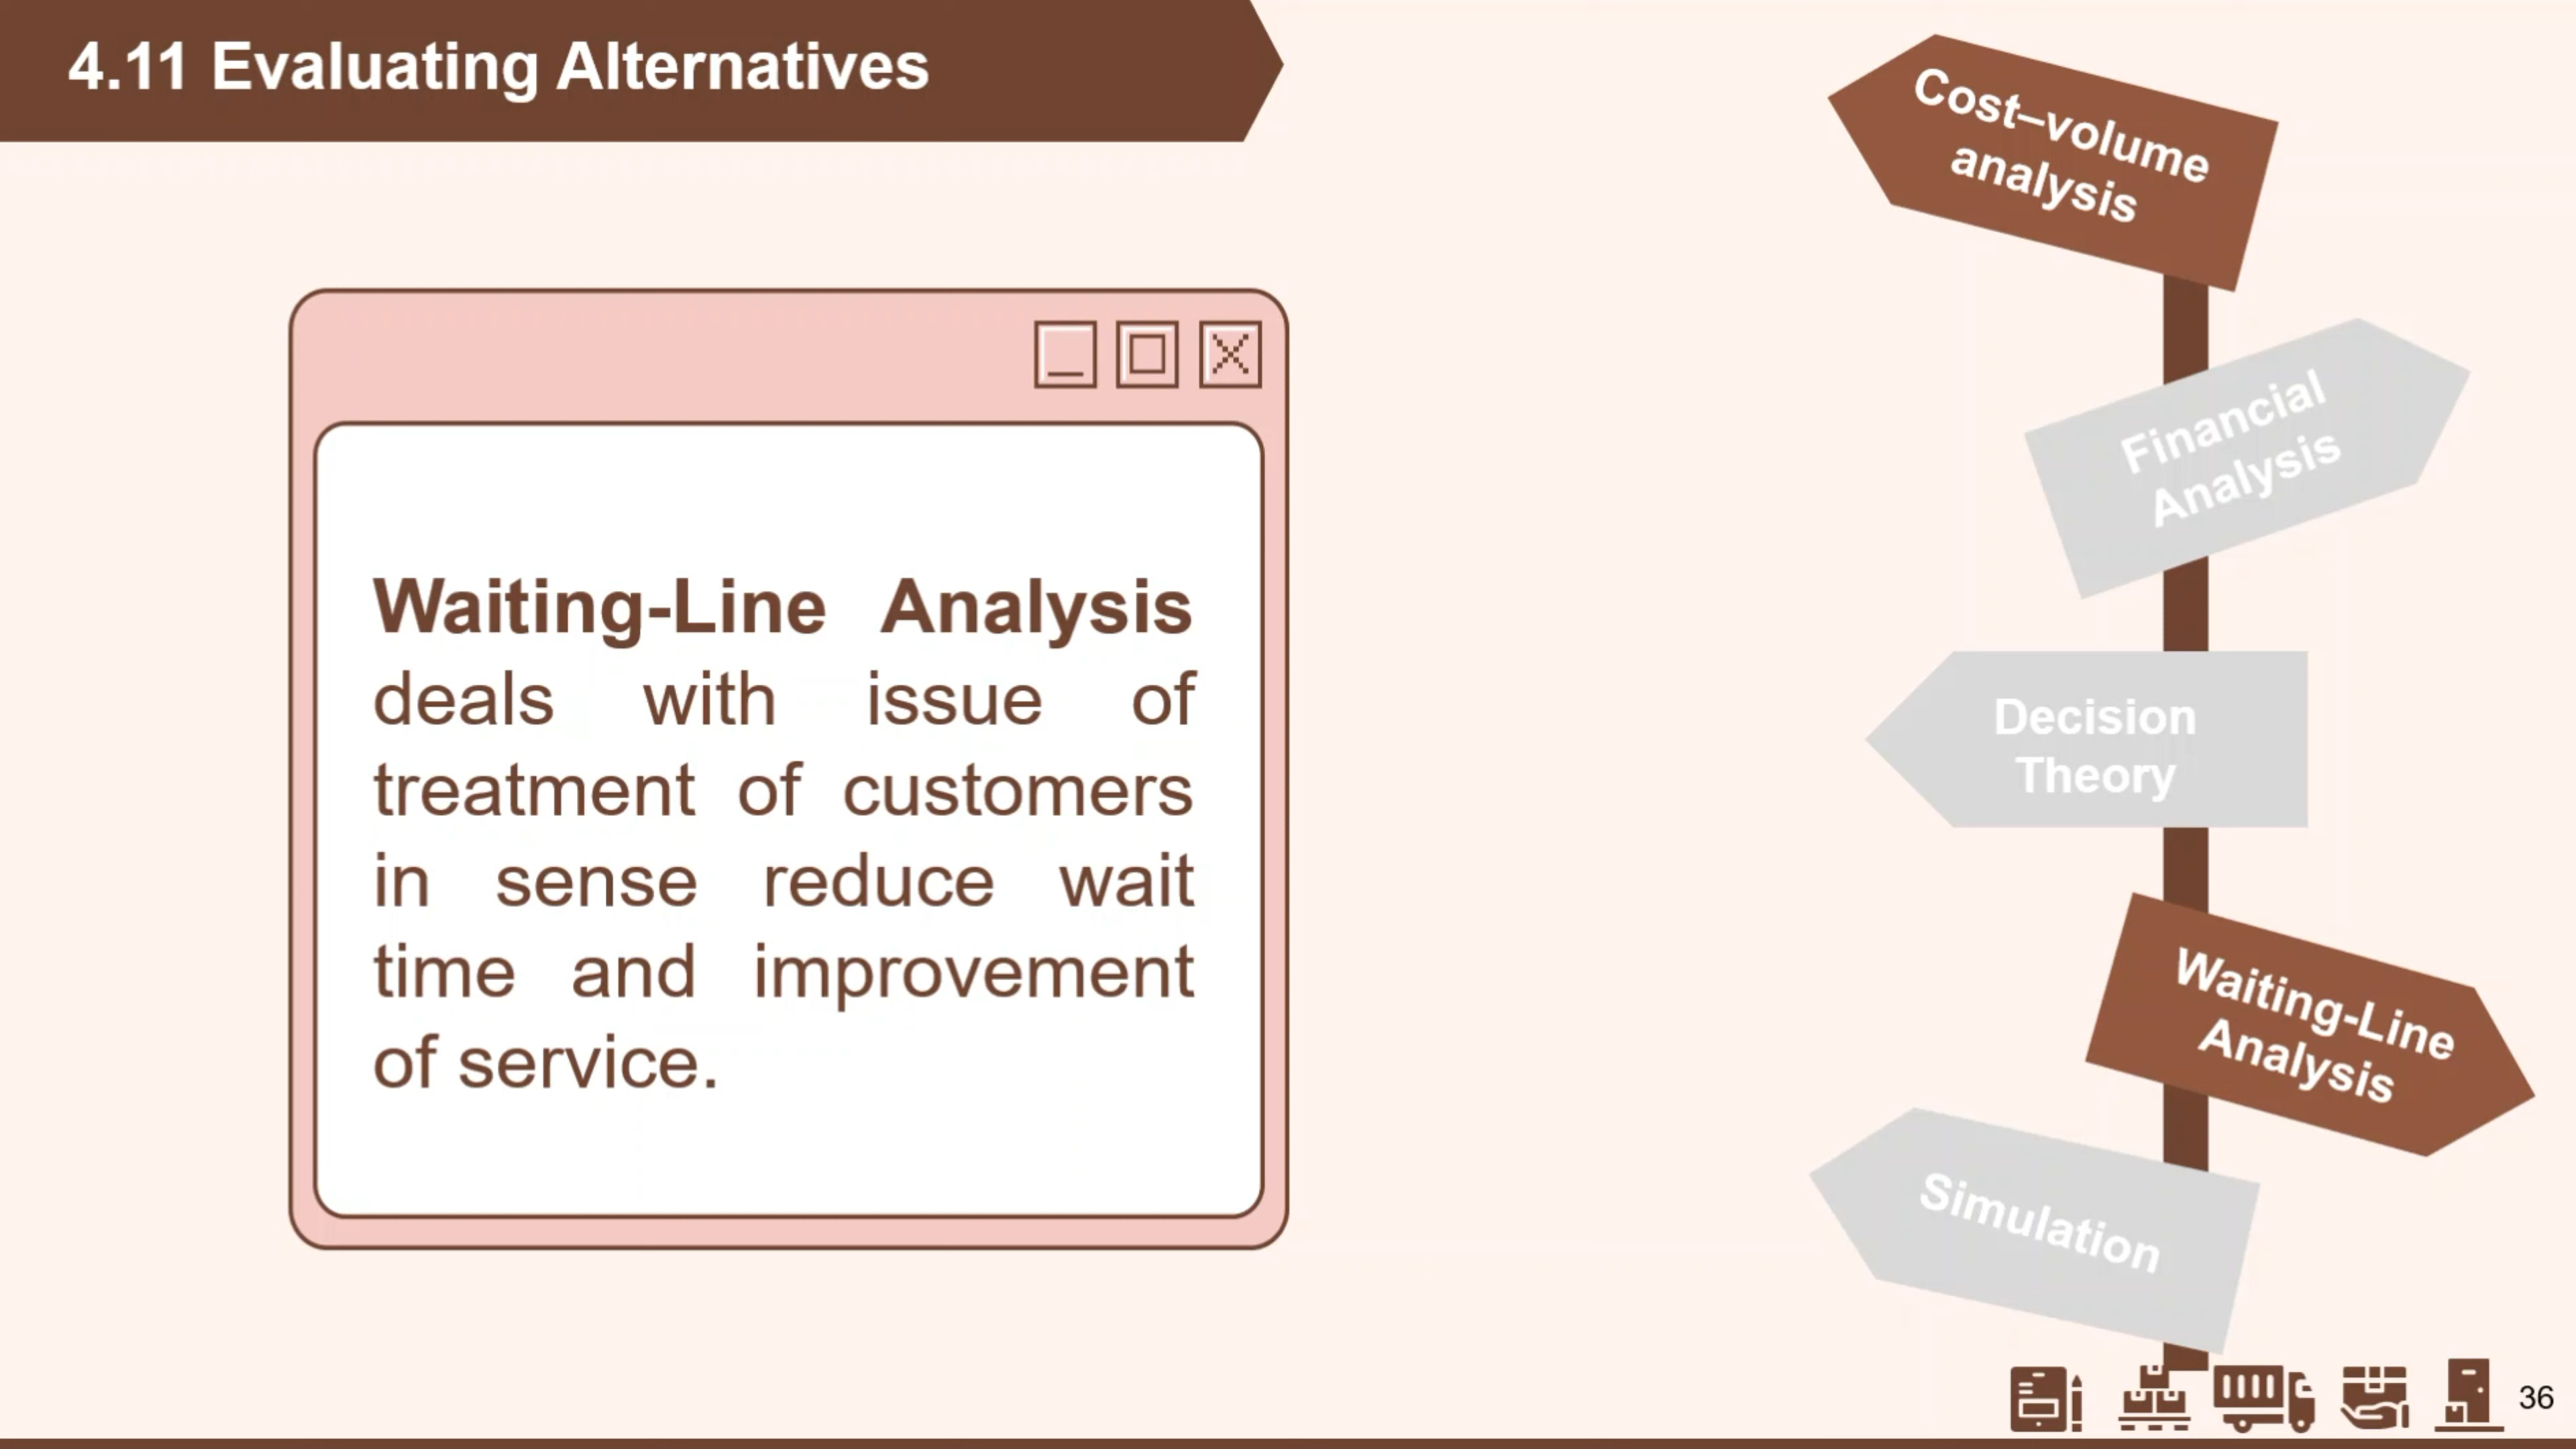 4.11 Evaluating Alternatives
Waiting-Line Analysis
deals with issue of
treatment of customers
in sense reduce wait
time and improvement
of service.
Cost–volume
analysis
Financial
Analysis
Decision
Theory
Waiting-Line
Analysis
Simulation
36